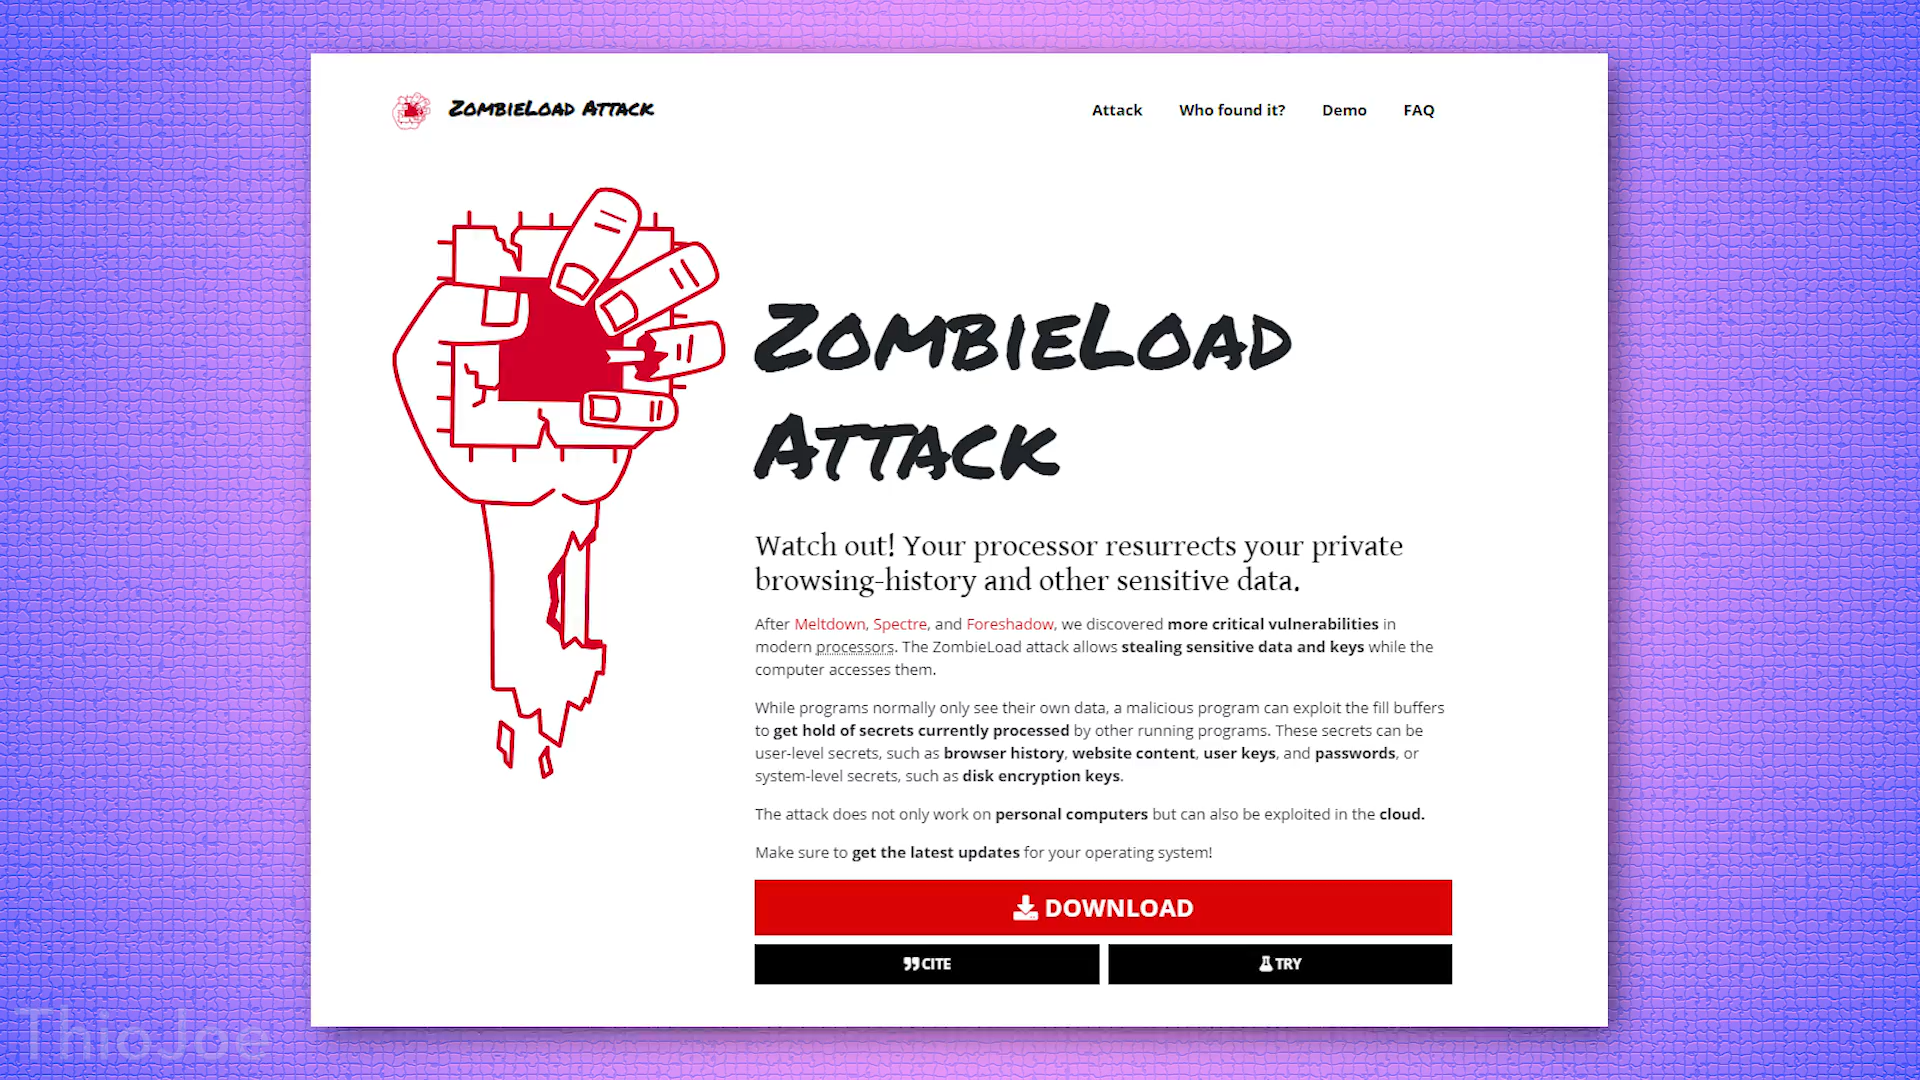 ZombieLoad Attack
Attack Who found it? Demo FAQ
ZombieLoad
Attack
Watch out! Your processor resurrects your private
browsing-history and other sensitive data.
After Meltdown, Spectre, and Foreshadow, we discovered more critical vulnerabilities in
modern processors. The ZombieLoad attack allows stealing sensitive data and keys while the
computer accesses them.
While programs normally only see their own data, a malicious program can exploit the fill buffers
to get hold of secrets currently processed by other running programs. These secrets can be
user-level secrets, such as browser history, website content, user keys, and passwords, or
system-level secrets, such as disk encryption keys.
The attack does not only work on personal computers but can also be exploited in the cloud.
Make sure to get the latest updates for your operating system!
DOWNLOAD
CITE
TRY
ThioJoe